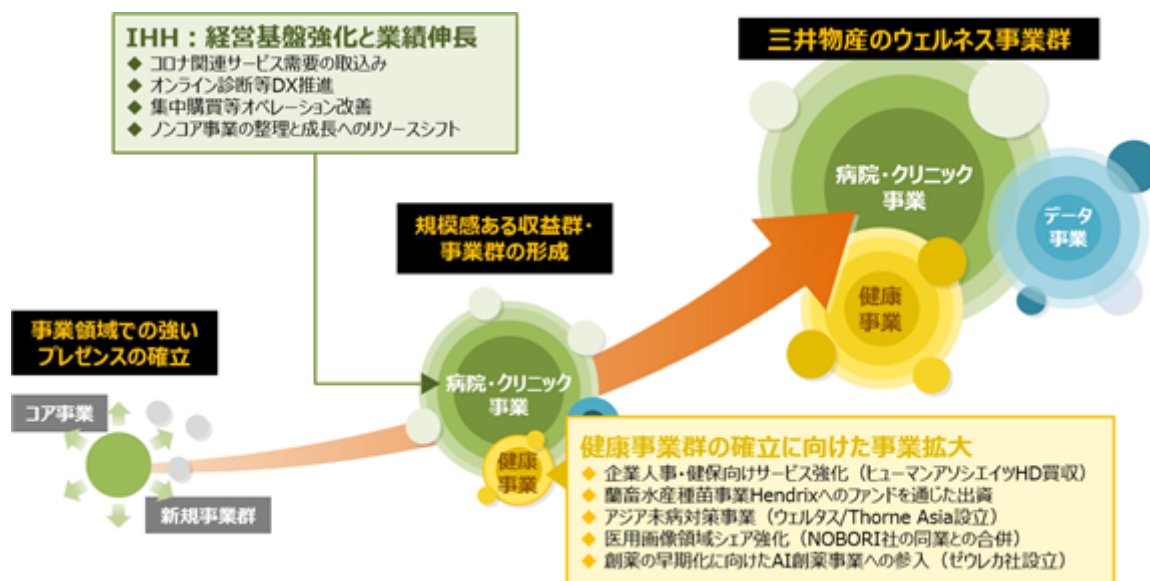 IHH:経営基盤強化と業績伸長
◆ コロナ関連サービス需要の取込み
◆ オンライン診断等DX推進
◆ 集中購買等オペレーション改善
◆ ノンコア事業の整理と成長へのリソースシフト
三井物産のウェルネス事業群
病院・クリニック
事業
データ
事業
健康
事業
規模感ある収益群・
事業群の形成
事業領域での強い
プレゼンスの確立
コア事業
新規事業群
病院・クリニック
事業
健康
事業
健康事業群の確立に向けた事業拡大
◆ 企業人事・健保向けサービス強化(ヒューマンアソシエイツHD買収)
◆ 蘭畜水産種苗事業Hendrixへのファンドを通じた出資
◆ アジア未病対策事業(ウェルタス/Thorne Asia設立)
◆ 医用画像領域シェア強化(NOBORI社の同業との合併)
◆ 創薬の早期化に向けたAI創薬事業への参入(ゼウレカ社設立)